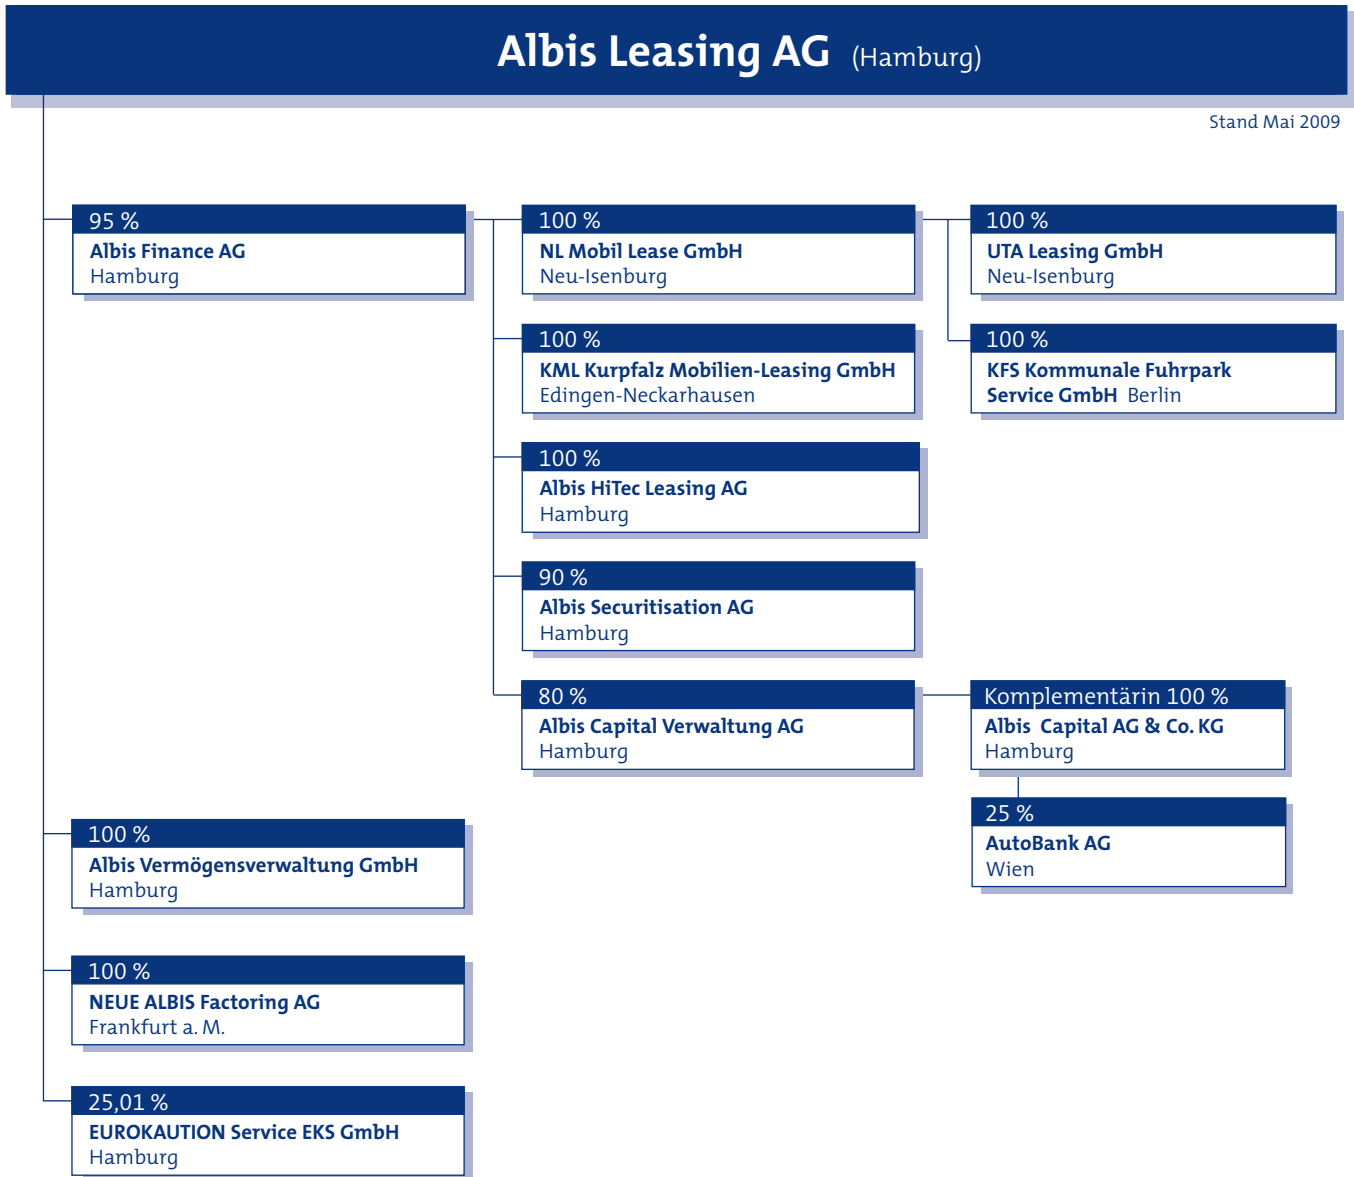 Albis Leasing AG (Hamburg)
Stand Mai 2009
95 %
Albis Finance AG
Hamburg
100 %
NL Mobil Lease GmbH
Neu-Isenburg
100 %
UTA Leasing GmbH
Neu-Isenburg
100 %
KML Kurpfalz Mobilien-Leasing GmbH
Edingen-Neckarhausen
100 %
KFS Kommunale Fuhrpark
Service GmbH Berlin
100 %
Albis HiTec Leasing AG
Hamburg
90 %
Albis Securitisation AG
Hamburg
80 %
Albis Capital Verwaltung AG
Hamburg
Komplementärin 100 %
Albis Capital AG & Co. KG
Hamburg
25 %
AutoBank AG
Wien
100 %
Albis Vermögensverwaltung GmbH
Hamburg
100 %
NEUE ALBIS Factoring AG
Frankfurt a. M.
25,01 %
EUROKAUTION Service EKS GmbH
Hamburg